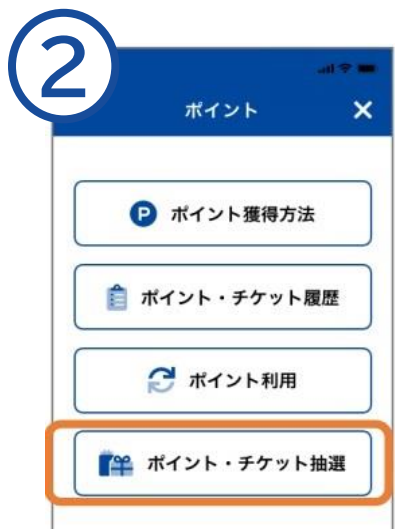 2
ポイント ×
P ポイント獲得方法
ポイント・チケット履歴
ポイント利用
ポイント・チケット抽選